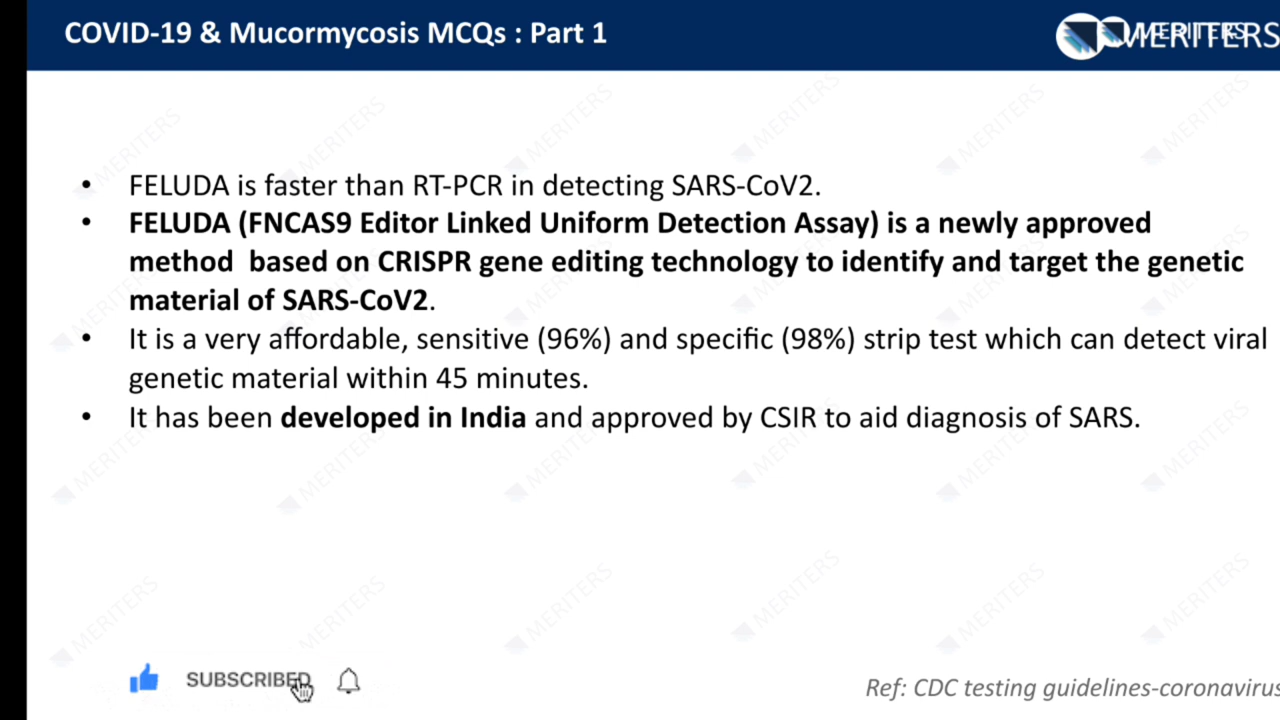 COVID-19 & Mucormycosis MCQs : Part 1
MERITERS
• FELUDA is faster than RT-PCR in detecting SARS-CoV2.
• FELUDA (FNCAS9 Editor Linked Uniform Detection Assay) is a newly approved
method based on CRISPR gene editing technology to identify and target the genetic
material of SARS-CoV2.
• It is a very affordable, sensitive (96%) and specific (98%) strip test which can detect viral
genetic material within 45 minutes.
• It has been developed in India and approved by CSIR to aid diagnosis of SARS.
SUBSCRIBED
Ref: CDC testing guidelines-coronavirus